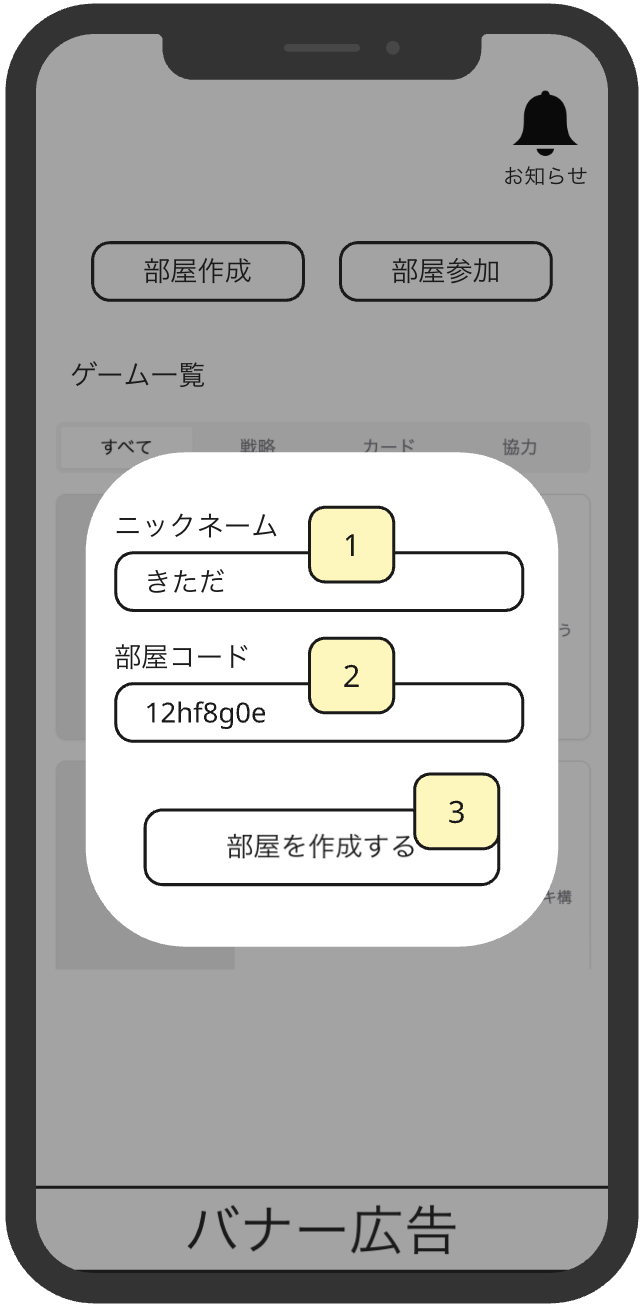 お知らせ
部屋作成 部屋参加
ゲーム一覧
すべて 戦略 カード 協力
ニックネーム 1
きただ
う
部屋コード 2
12hf8g0e
3
部屋を作成する
キ構
バナー広告